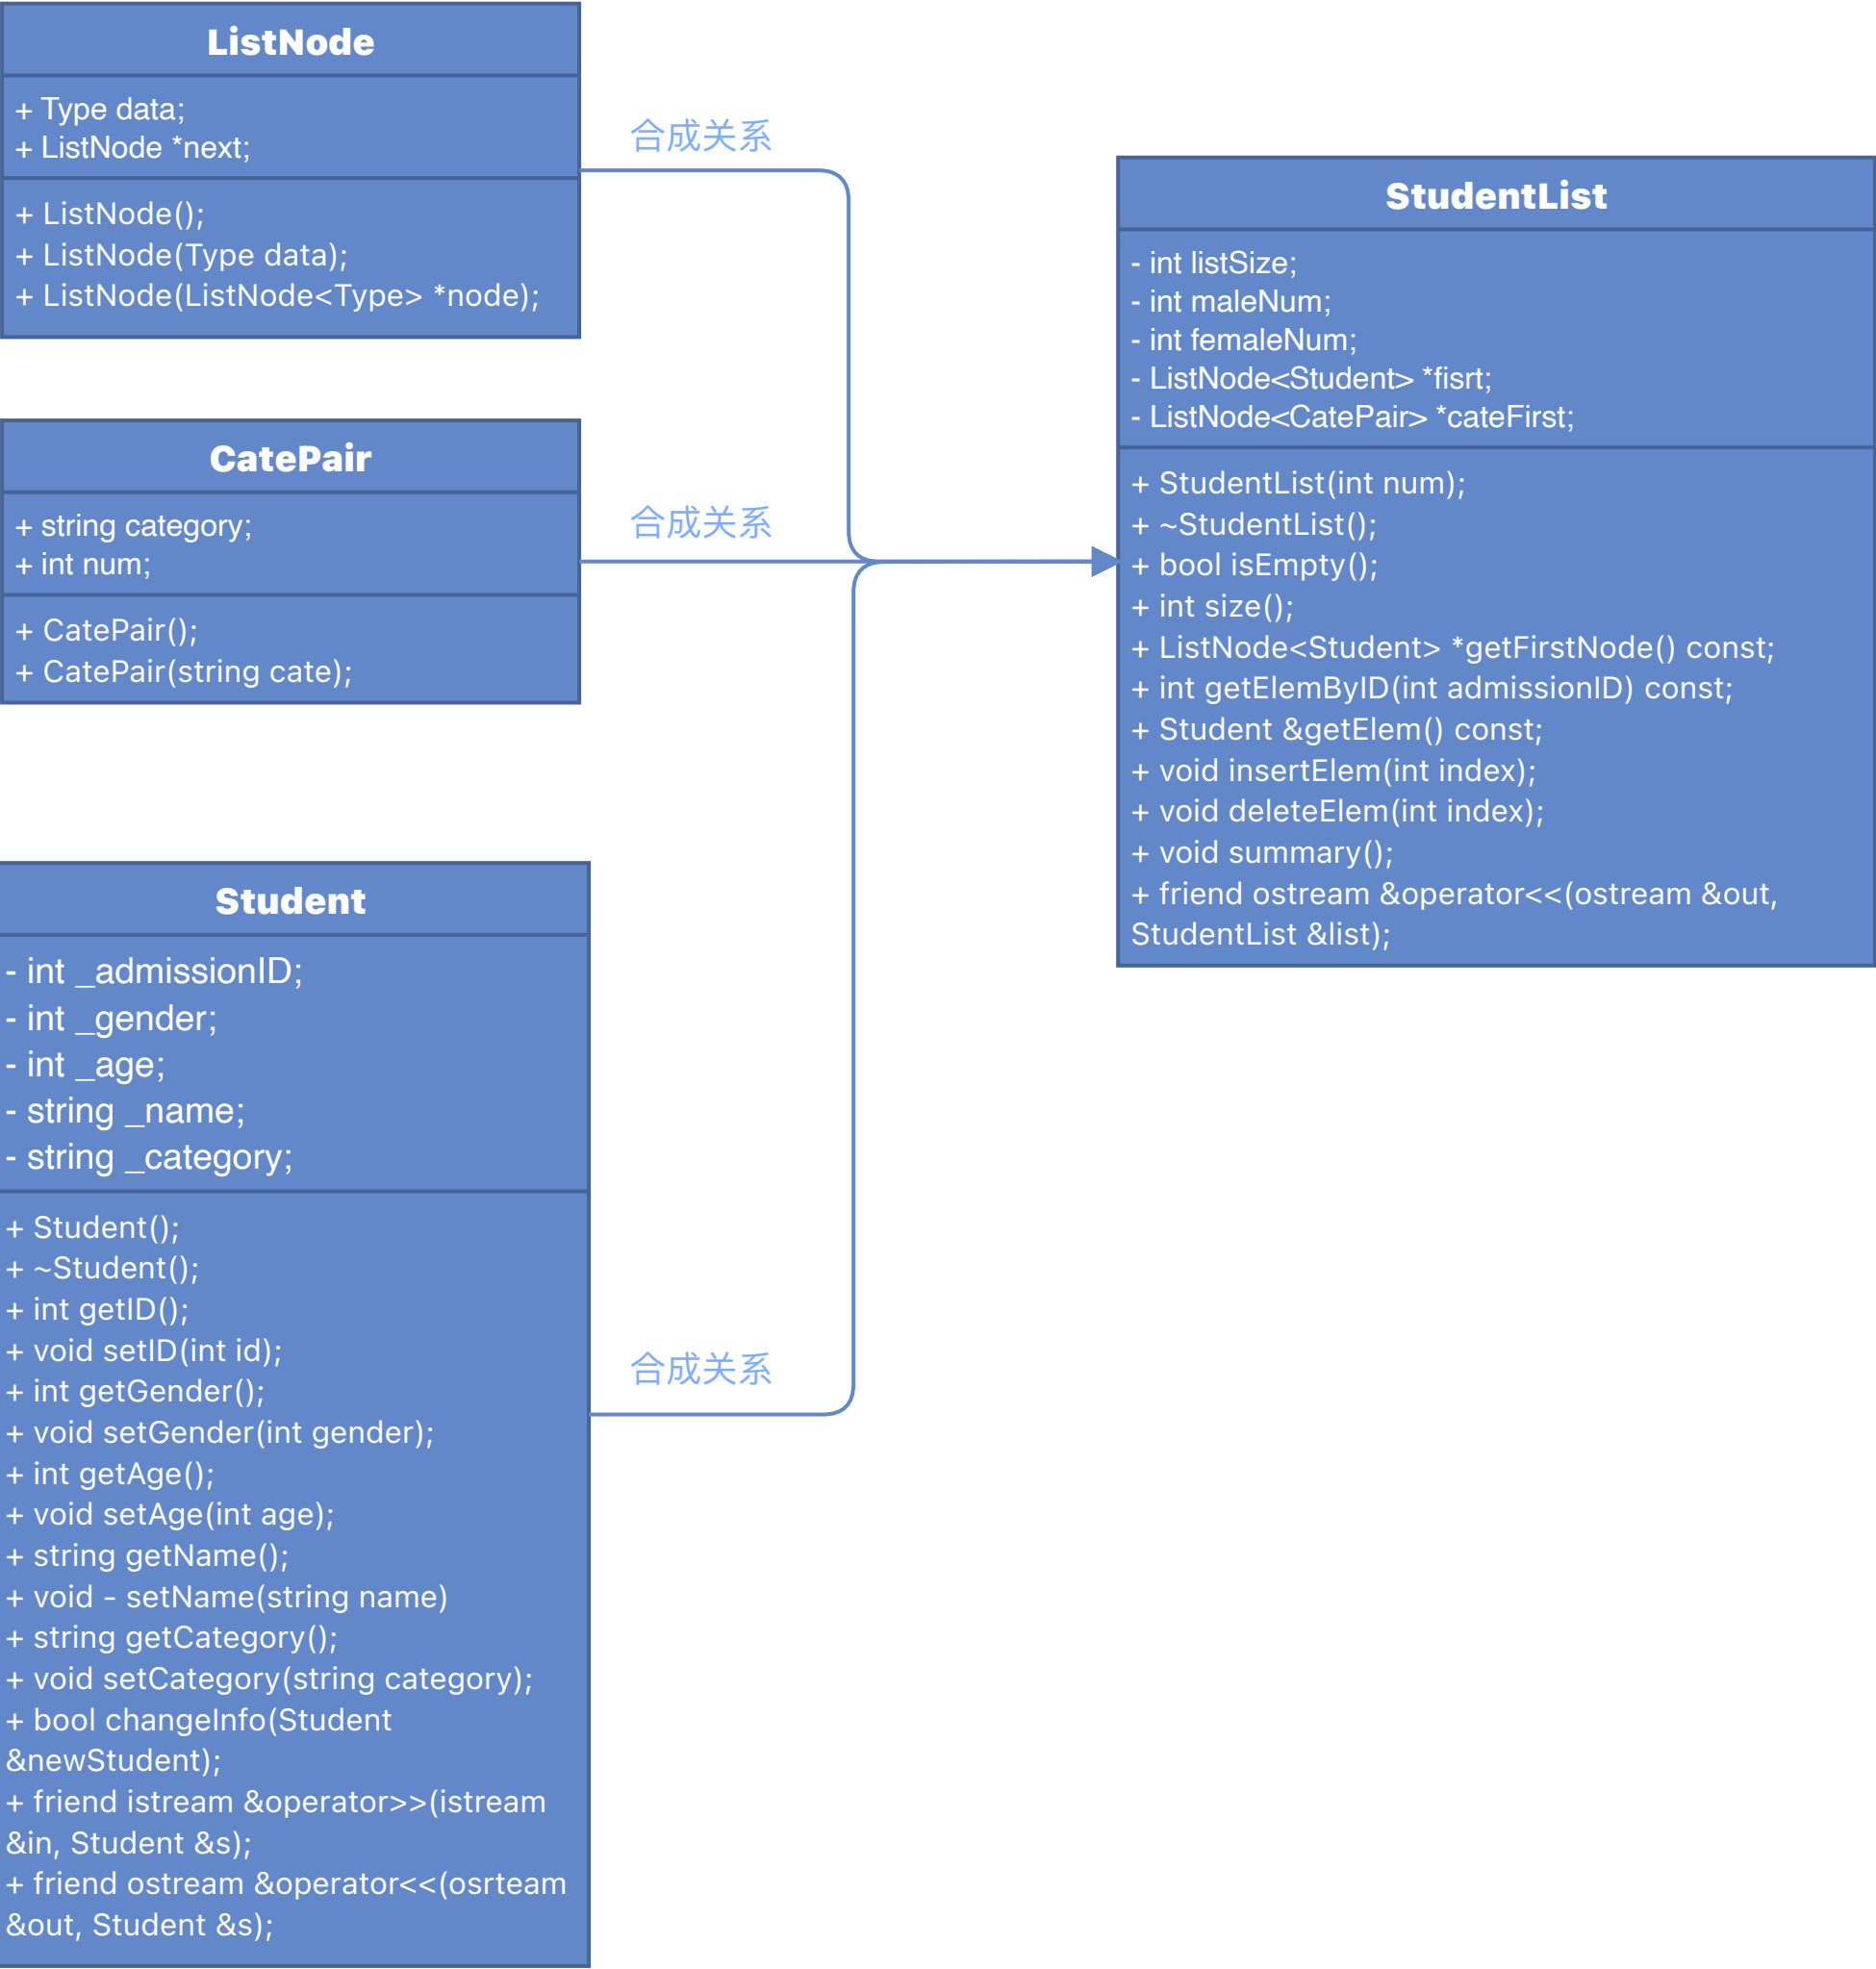 ListNode
+ Type data;
+ ListNode *next;
+ ListNode();
+ ListNode(Type data);
+ ListNode(ListNode<Type> *node);
合成关系
CatePair
+ string category;
+ int num;
+ CatePair();
+ CatePair(string cate);
合成关系
Student
- int _admissionID;
- int _gender;
- int _age;
- string _name;
- string _category;
+ Student();
+ ~Student();
+ int getID();
+ void setID(int id);
+ int getGender();
+ void setGender(int gender);
+ int getAge();
+ void setAge(int age);
+ string getName();
+ void - setName(string name)
+ string getCategory();
+ void setCategory(string category);
+ bool changeInfo(Student
&newStudent);
+ friend istream &operator>>(istream
&in, Student &s);
+ friend ostream &operator<<(osrteam
&out, Student &s);
合成关系
StudentList
- int listSize;
- int maleNum;
- int femaleNum;
- ListNode<Student> *fisrt;
- ListNode<CatePair> *cateFirst;
+ StudentList(int num);
+ ~StudentList();
+ bool isEmpty();
+ int size();
+ ListNode<Student> *getFirstNode() const;
+ int getElemByID(int admissionID) const;
+ Student &getElem() const;
+ void insertElem(int index);
+ void deleteElem(int index);
+ void summary();
+ friend ostream &operator<<(ostream &out,
StudentList &list);